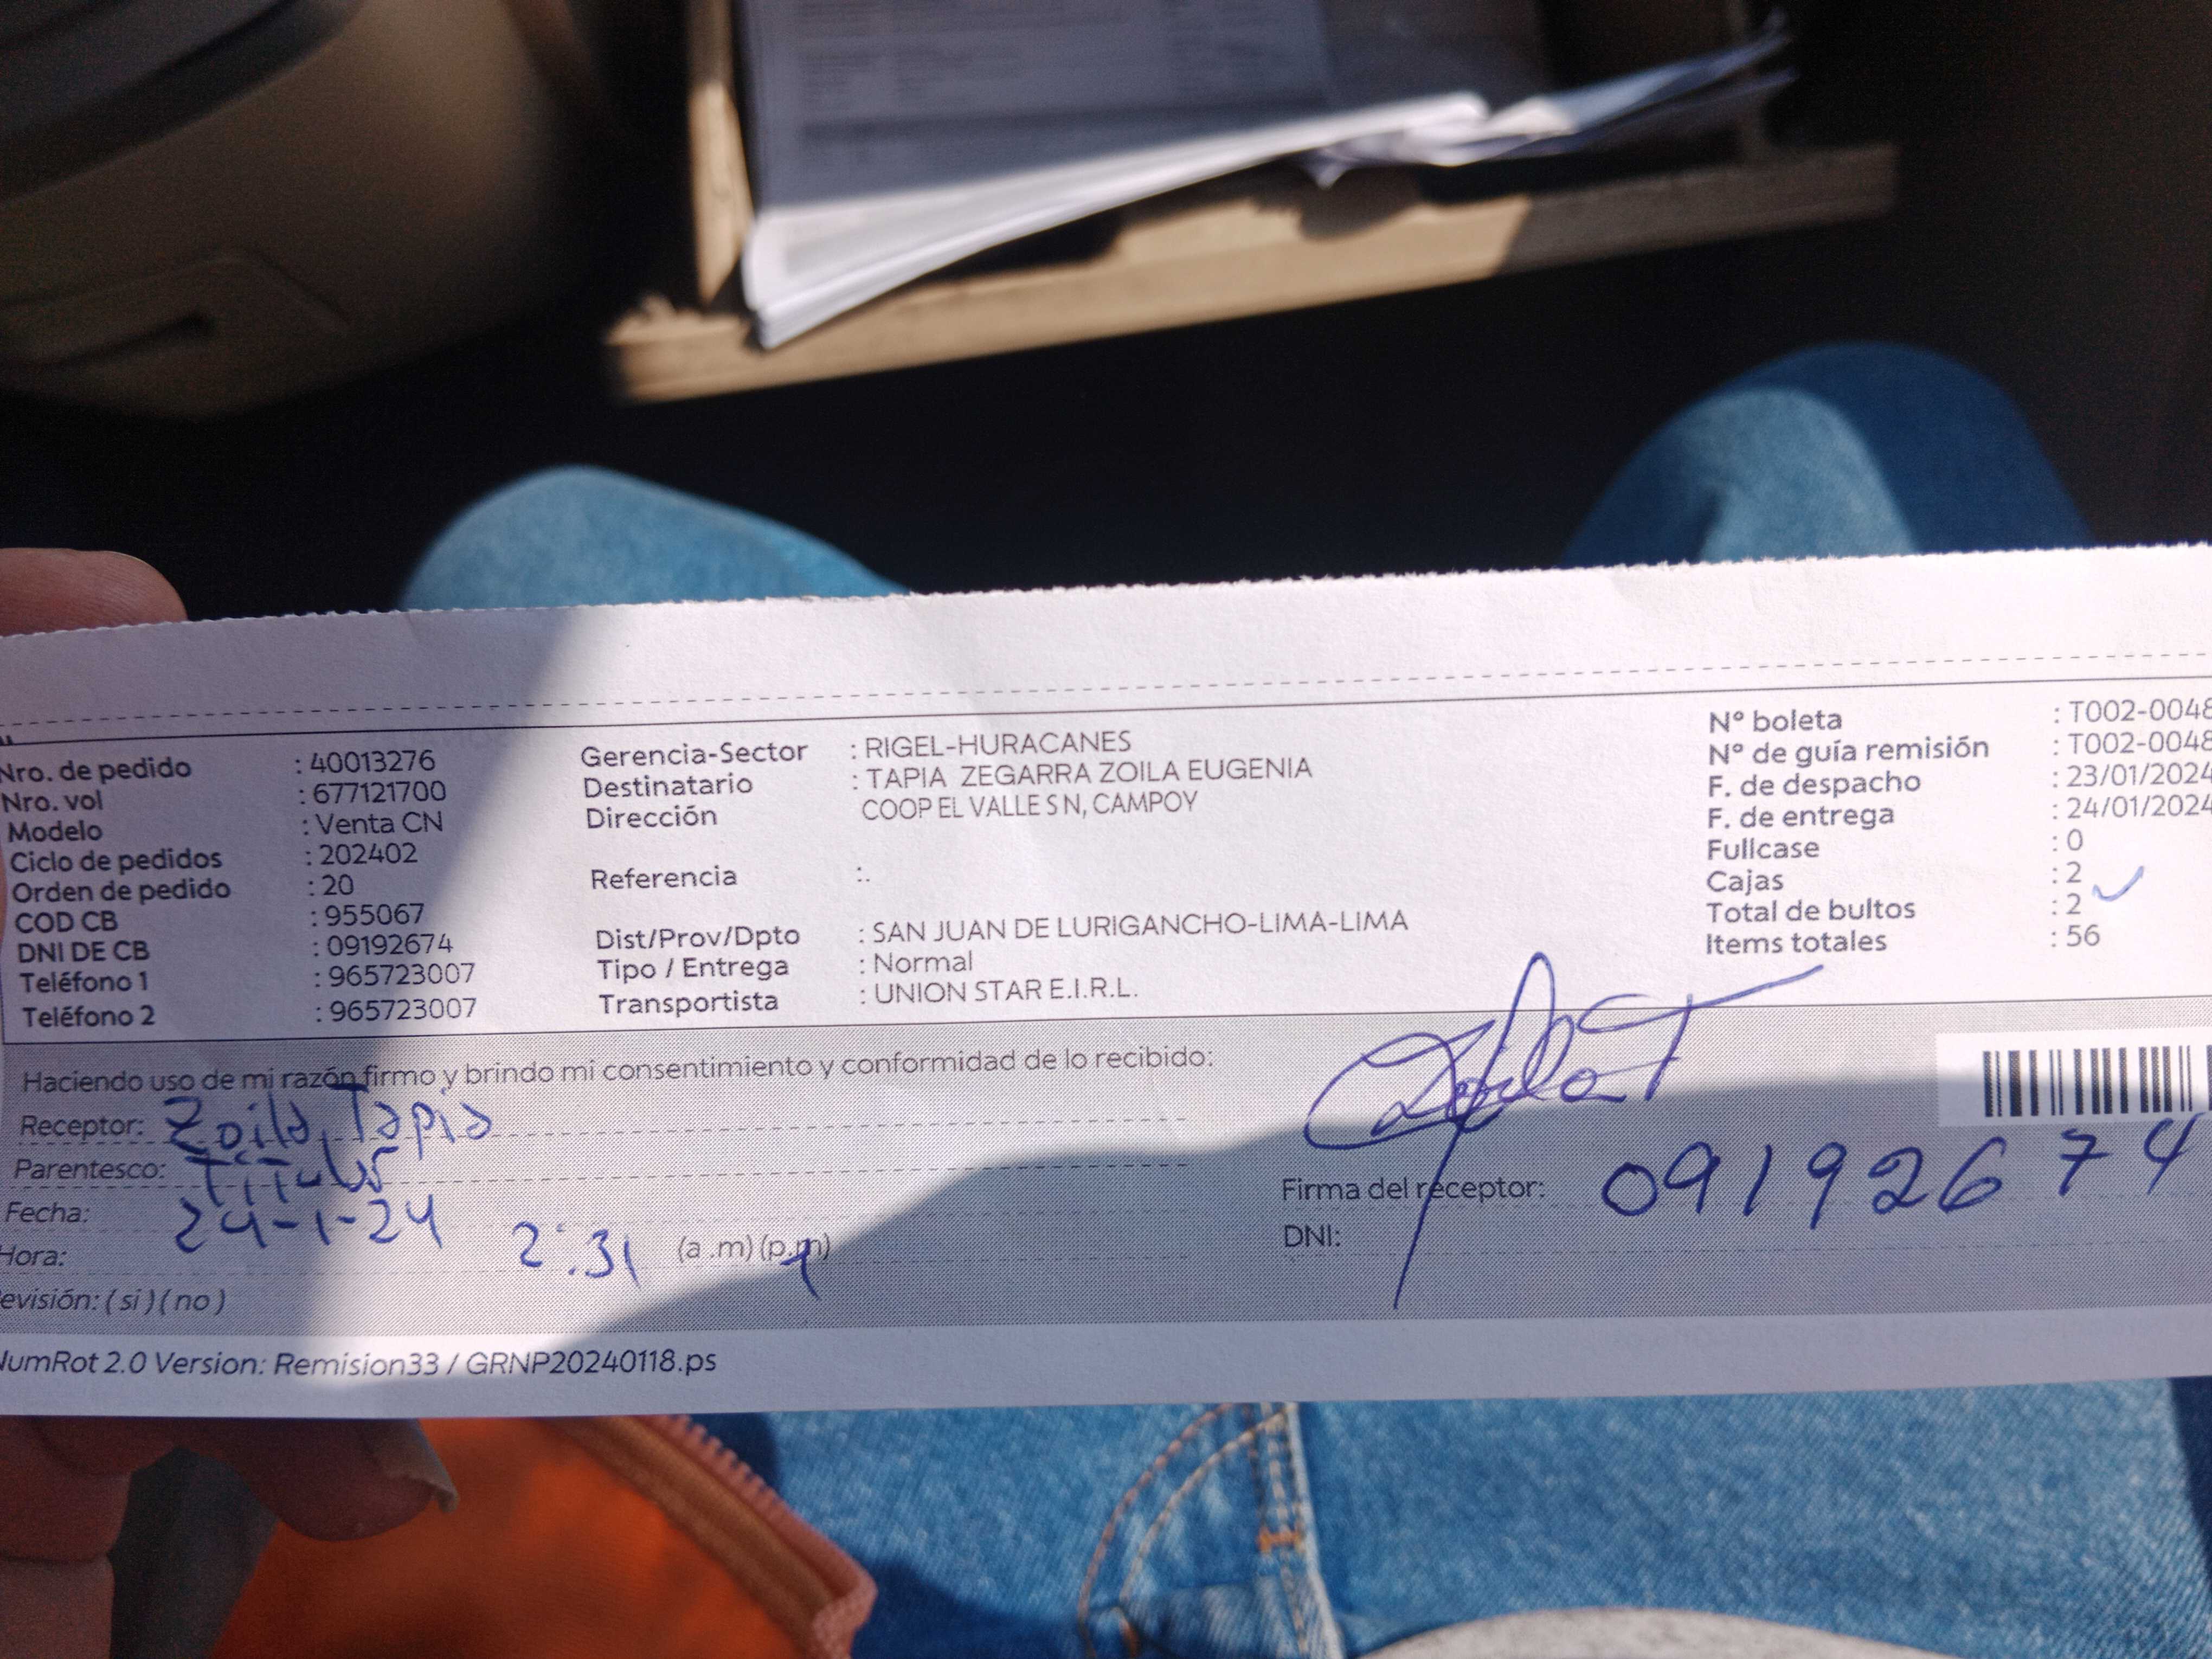 Nro. de pedido : 40013276
Nro. vol : 677121700
Modelo : Venta CN
Ciclo de pedidos : 202402
Orden de pedido : 20
COD CB : 955067
DNI DE CB : 09192674
Teléfono 1 : 965723007
Teléfono 2 : 965723007
Gerencia-Sector : RIGEL-HURACANES
Destinatario : TAPIA ZEGARRA ZOILA EUGENIA
Dirección COOP EL VALLE S N, CAMPOY
Referencia :.
Dist/Prov/Dpto : SAN JUAN DE LURIGANCHO-LIMA-LIMA
Tipo / Entrega : Normal
Transportista : UNION STAR E.I.R.L.
Nº boleta : T002-0048
Nº de guía remisión : T002-0048
F. de despacho : 23/01/2024
F. de entrega : 24/01/2024
Fullcase : 0
Cajas : 2
Total de bultos : 2
Items totales : 56
Haciendo uso de mi razón firmo y brindo mi consentimiento y conformidad de lo recibido:
Receptor: Zoila Tapia
Parentesco: Titular
Fecha: 24-1-24
Hora: 2:31 (a .m) (p.m)
evisión: ( si ) ( no )
Zoila T
Firma del receptor: 09192674
DNI:
NumRot 2.0 Version: Remision33 / GRNP20240118.ps